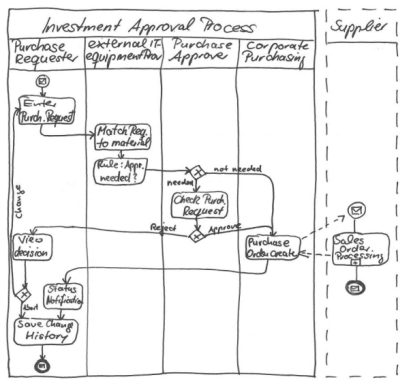 Investment Approval Process
Supplier
Purchase
Requester
external IT-
equipment Prov
Purchase
Approver
Corporate
Purchasing
Enter
Purch. Request
Match Req.
to material
Rule: Appr.
needed?
not needed
needed
Check Purch.
Request
Change
Reject
Approve
View
decision
Purchase
Order Create
Sales
Order
Processing
Status
Notification
Abort
Save Change
History